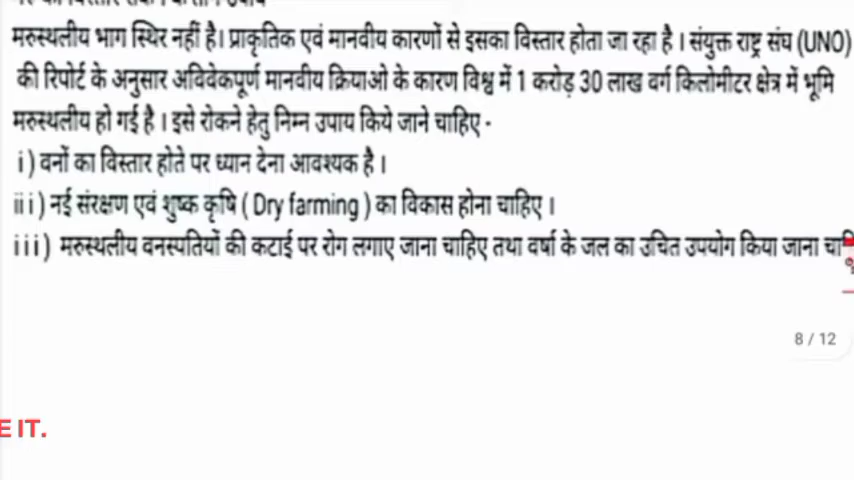 मरुस्थलीय भाग स्थिर नहीं है। प्राकृतिक एवं मानवीय कारणों से इसका विस्तार होता जा रहा है। संयुक्त राष्ट्र संघ (UNO)
की रिपोर्ट के अनुसार अविवेकपूर्ण मानवीय क्रियाओ के कारण विश्व में 1 करोड़ 30 लाख वर्ग किलोमीटर क्षेत्र में भूमि
मरुस्थलीय हो गई है। इसे रोकने हेतु निम्न उपाय किये जाने चाहिए -
i) वनों का विस्तार होते पर ध्यान देना आवश्यक है।
iii) नई संरक्षण एवं शुष्क कृषि ( Dry farming ) का विकास होना चाहिए।
iii) मरुस्थलीय वनस्पतियों की कटाई पर रोग लगाए जाना चाहिए तथा वर्षा के जल का उचित उपयोग किया जाना
8 / 12
E IT.